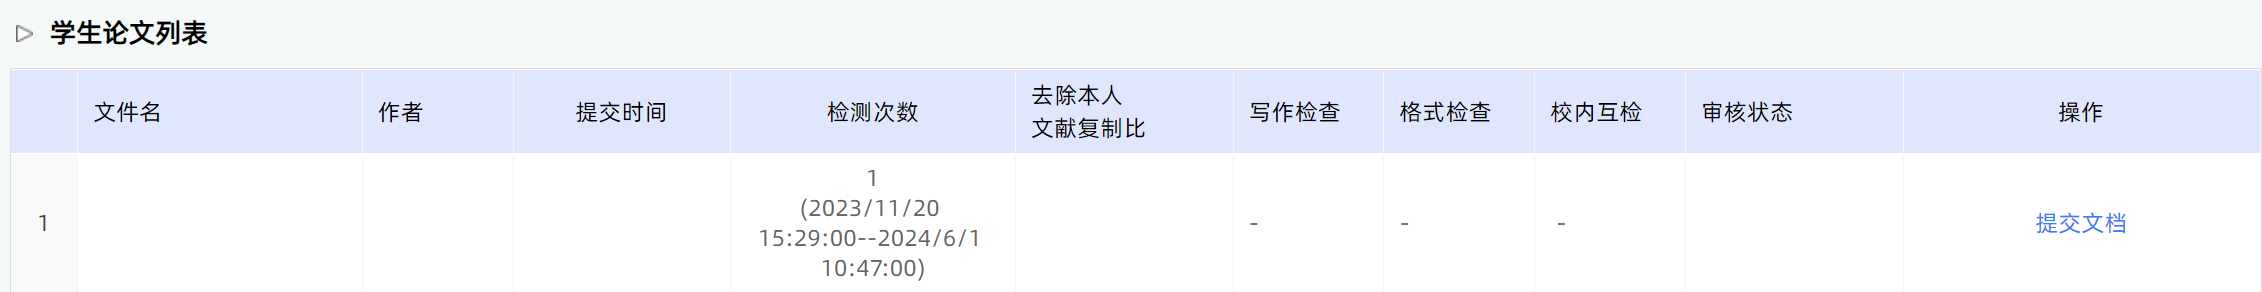 学生论文列表
文件名 作者 提交时间 检测次数 去除本人 写作检查 格式检查 校内互检 审核状态 操作
文献复制比
1
(2023/11/20
1 - - - 提交文档
15:29:00--2024/6/1
10:47:00)